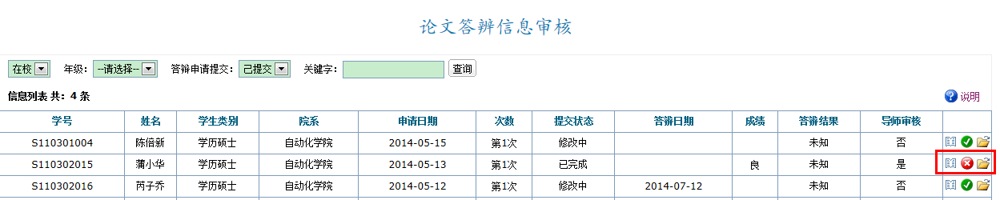 论文答辨信息审核
在校 年级： --请选择-- 答辩申请提交： 已提交 关键字： 查询
信息列表 共： 4 条 说明
学号 姓名 学生类别 院系 申请日期 次数 提交状态 答辩日期 成绩 答辩结果 导师审核
S110301004 陈倍新 学历硕士 自动化学院 2014-05-15 第1次 修改中 未知 否
S110302015 蒲小华 学历硕士 自动化学院 2014-05-13 第1次 已完成 良 未知 是
S110302016 芮子乔 学历硕士 自动化学院 2014-05-12 第1次 修改中 2014-07-12 未知 否